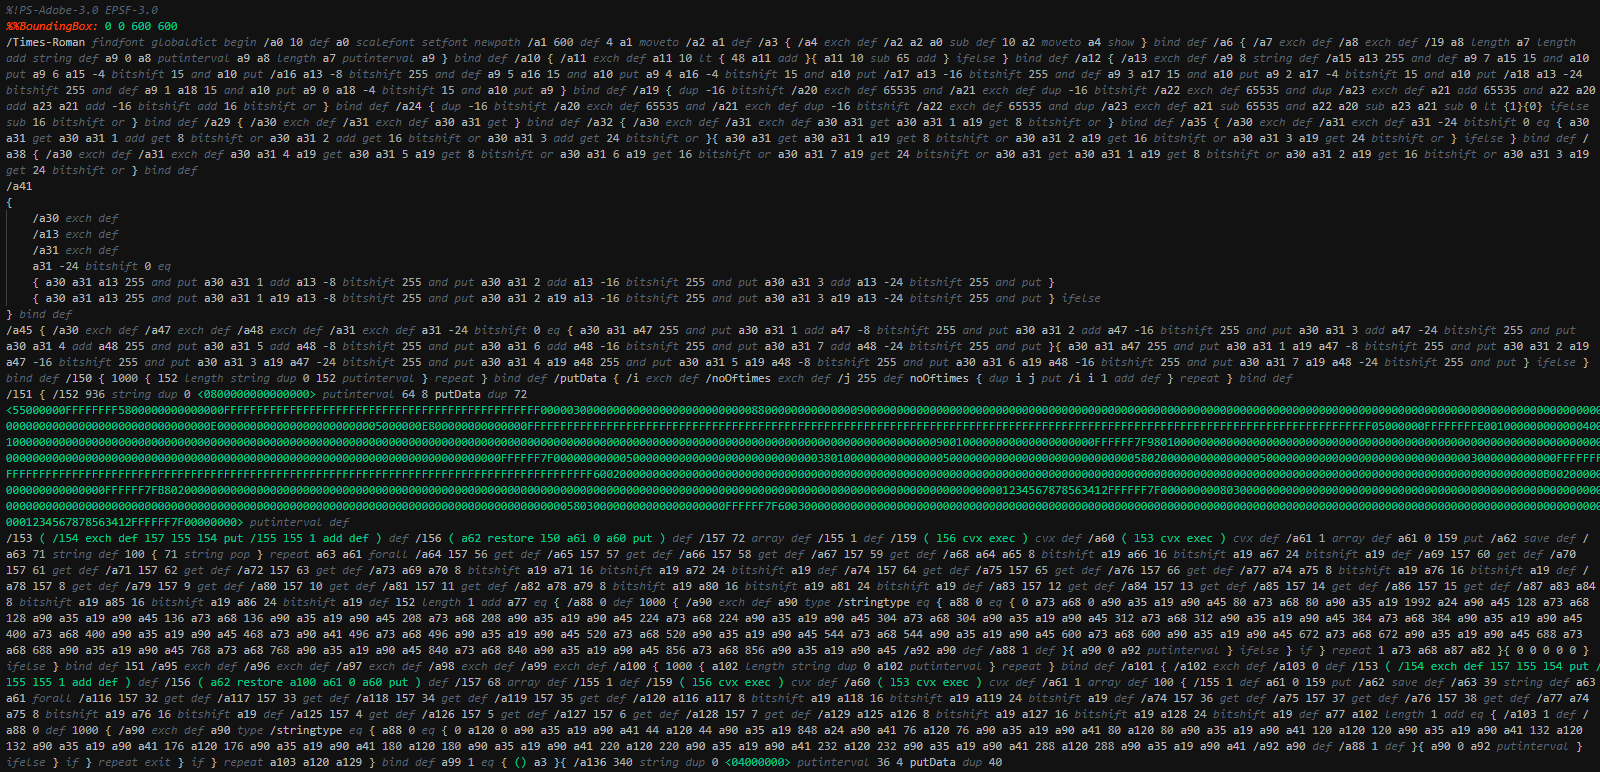 %!PS-Adobe-3.0 EPSF-3.0
%%BoundingBox: 0 0 600 600
/Times-Roman findfont globaldict begin /a0 10 def a0 scalefont setfont newpath /a1 600 def 4 a1 moveto /a2 a1 def /a3 { /a4 exch def /a2 a2 a0 sub def 10 a2 moveto a4 show } bind def /a6 { /a7 exch def /a8 exch def /l9 a8 length a7 length
add string def a9 0 a8 putinterval a9 a8 length a7 putinterval a9 } bind def /a10 { /a11 exch def a11 10 lt { 48 a11 add }{ a11 10 sub 65 add } ifelse } bind def /a12 { /a13 exch def /a9 8 string def /a15 a13 255 and def a9 7 a15 15 and a10
put a9 6 a15 -4 bitshift 15 and a10 put /a16 a13 -8 bitshift 255 and def a9 5 a16 15 and a10 put a9 4 a16 -4 bitshift 15 and a10 put /a17 a13 -16 bitshift 255 and def a9 3 a17 15 and a10 put a9 2 a17 -4 bitshift 15 and a10 put /a18 a13 -24
bitshift 255 and def a9 1 a18 15 and a10 put a9 0 a18 -4 bitshift 15 and a10 put a9 } bind def /a19 { dup -16 bitshift /a20 exch def 65535 and /a21 exch def dup -16 bitshift /a22 exch def 65535 and dup /a23 exch def a21 add 65535 and a22 a20
add a23 a21 add -16 bitshift add 16 bitshift or } bind def /a24 { dup -16 bitshift /a20 exch def 65535 and /a21 exch def dup -16 bitshift /a22 exch def 65535 and dup /a23 exch def a21 sub 65535 and a22 a20 sub a23 a21 sub 0 lt {1}{0} ifelse
sub 16 bitshift or } bind def /a29 { /a30 exch def /a31 exch def a30 a31 get } bind def /a32 { /a30 exch def /a31 exch def a30 a31 get a30 a31 1 a19 get 8 bitshift or } bind def /a35 { /a30 exch def /a31 exch def a31 -24 bitshift 0 eq { a30
a31 get a30 a31 1 add get 8 bitshift or a30 a31 2 add get 16 bitshift or a30 a31 3 add get 24 bitshift or }{ a30 a31 get a30 a31 1 a19 get 8 bitshift or a30 a31 2 a19 get 16 bitshift or a30 a31 3 a19 get 24 bitshift or } ifelse } bind def /
a38 { /a30 exch def /a31 exch def a30 a31 4 a19 get a30 a31 5 a19 get 8 bitshift or a30 a31 6 a19 get 16 bitshift or a30 a31 7 a19 get 24 bitshift or a30 a31 get a30 a31 1 a19 get 8 bitshift or a30 a31 2 a19 get 16 bitshift or a30 a31 3 a19
get 24 bitshift or } bind def
/a41
{
/a30 exch def
/a13 exch def
/a31 exch def
a31 -24 bitshift 0 eq
{ a30 a31 a13 255 and put a30 a31 1 add a13 -8 bitshift 255 and put a30 a31 2 add a13 -16 bitshift 255 and put a30 a31 3 add a13 -24 bitshift 255 and put }
{ a30 a31 a13 255 and put a30 a31 1 a19 a13 -8 bitshift 255 and put a30 a31 2 a19 a13 -16 bitshift 255 and put a30 a31 3 a19 a13 -24 bitshift 255 and put } ifelse
} bind def
/a45 { /a30 exch def /a47 exch def /a48 exch def /a31 exch def a31 -24 bitshift 0 eq { a30 a31 a47 255 and put a30 a31 1 add a47 -8 bitshift 255 and put a30 a31 2 add a47 -16 bitshift 255 and put a30 a31 3 add a47 -24 bitshift 255 and put
a30 a31 4 add a48 255 and put a30 a31 5 add a48 -8 bitshift 255 and put a30 a31 6 add a48 -16 bitshift 255 and put a30 a31 7 add a48 -24 bitshift 255 and put }{ a30 a31 a47 255 and put a30 a31 1 a19 a47 -8 bitshift 255 and put a30 a31 2 a19
a47 -16 bitshift 255 and put a30 a31 3 a19 a47 -24 bitshift 255 and put a30 a31 4 a19 a48 255 and put a30 a31 5 a19 a48 -8 bitshift 255 and put a30 a31 6 a19 a48 -16 bitshift 255 and put a30 a31 7 a19 a48 -24 bitshift 255 and put } ifelse }
bind def /150 { 1000 { 152 length string dup 0 152 putinterval } repeat } bind def /putData { /i exch def /noOftimes exch def /j 255 def noOftimes { dup i j put /i i 1 add def } repeat } bind def
/151 { /152 936 string dup 0 <0800000000000000> putinterval 64 8 putData dup 72
0001234567878563412FFFFFF7F00000000> putinterval def
/153 ( /154 exch def 157 155 154 put /155 155 1 add def ) def /156 ( a62 restore 150 a61 0 a60 put ) def /157 72 array def /155 1 def /159 ( 156 cvx exec ) cvx def /a60 ( 153 cvx exec ) cvx def /a61 1 array def a61 0 159 put /a62 save def /
a63 71 string def 100 { 71 string pop } repeat a63 a61 forall /a64 157 56 get def /a65 157 57 get def /a66 157 58 get def /a67 157 59 get def /a68 a64 a65 8 bitshift a19 a66 16 bitshift a19 a67 24 bitshift a19 def /a69 157 60 get def /a70
157 61 get def /a71 157 62 get def /a72 157 63 get def /a73 a69 a70 8 bitshift a19 a71 16 bitshift a19 a72 24 bitshift a19 def /a74 157 64 get def /a75 157 65 get def /a76 157 66 get def /a77 a74 a75 8 bitshift a19 a76 16 bitshift a19 def /
a78 157 8 get def /a79 157 9 get def /a80 157 10 get def /a81 157 11 get def /a82 a78 a79 8 bitshift a19 a80 16 bitshift a19 a81 24 bitshift a19 def /a83 157 12 get def /a84 157 13 get def /a85 157 14 get def /a86 157 15 get def /a87 a83 a84
8 bitshift a19 a85 16 bitshift a19 a86 24 bitshift a19 def 152 length 1 add a77 eq { /a88 0 def 1000 { /a90 exch def a90 type /stringtype eq { a88 0 eq { 0 a73 a68 0 a90 a35 a19 a90 a45 80 a73 a68 80 a90 a35 a19 1992 a24 a90 a45 128 a73 a68
128 a90 a35 a19 a90 a45 136 a73 a68 136 a90 a35 a19 a90 a45 208 a73 a68 208 a90 a35 a19 a90 a45 224 a73 a68 224 a90 a35 a19 a90 a45 304 a73 a68 304 a90 a35 a19 a90 a45 312 a73 a68 312 a90 a35 a19 a90 a45 384 a73 a68 384 a90 a35 a19 a90 a45
400 a73 a68 400 a90 a35 a19 a90 a45 468 a73 a90 a41 496 a73 a68 496 a90 a35 a19 a90 a45 520 a73 a68 520 a90 a35 a19 a90 a45 544 a73 a68 544 a90 a35 a19 a90 a45 600 a73 a68 600 a90 a35 a19 a90 a45 672 a73 a68 672 a90 a35 a19 a90 a45 688 a73
a68 688 a90 a35 a19 a90 a45 768 a73 a68 768 a90 a35 a19 a90 a45 840 a73 a68 840 a90 a35 a19 a90 a45 856 a73 a68 856 a90 a35 a19 a90 a45 /a92 a90 def /a88 1 def }{ a90 0 a92 putinterval } ifelse } if } repeat 1 a73 a68 a87 a82 }{ 0 0 0 0 0 }
ifelse } bind def 151 /a95 exch def /a96 exch def /a97 exch def /a98 exch def /a99 exch def /a100 { 1000 { a102 length string dup 0 a102 putinterval } repeat } bind def /a101 { /a102 exch def /a103 0 def /153 ( /154 exch def 157 155 154 put /
155 155 1 add def ) def /156 ( a62 restore a100 a61 0 a60 put ) def /157 68 array def /155 1 def /159 ( 156 cvx exec ) cvx def /a60 ( 153 cvx exec ) cvx def /a61 1 array def 100 { /155 1 def a61 0 159 put /a62 save def /a63 39 string def a63
a61 forall /a116 157 32 get def /a117 157 33 get def /a118 157 34 get def /a119 157 35 get def /a120 a116 a117 8 bitshift a19 a118 16 bitshift a19 a119 24 bitshift a19 def /a74 157 36 get def /a75 157 37 get def /a76 157 38 get def /a77 a74
a75 8 bitshift a19 a76 16 bitshift a19 def /a125 157 4 get def /a126 157 5 get def /a127 157 6 get def /a128 157 7 get def /a129 a125 a126 8 bitshift a19 a127 16 bitshift a19 a128 24 bitshift a19 def a77 a102 length 1 add eq { /a103 1 def /
a88 0 def 1000 { /a90 exch def a90 type /stringtype eq { a88 0 eq { 0 a120 0 a90 a35 a19 a90 a41 44 a120 44 a90 a35 a19 848 a24 a90 a41 76 a120 76 a90 a35 a19 a90 a41 80 a120 80 a90 a35 a19 a90 a41 120 a120 120 a90 a35 a19 a90 a41 132 a120
132 a90 a35 a19 a90 a41 176 a120 176 a90 a35 a19 a90 a41 180 a120 180 a90 a35 a19 a90 a41 220 a120 220 a90 a35 a19 a90 a41 232 a120 232 a90 a35 a19 a90 a41 288 a120 288 a90 a35 a19 a90 a41 /a92 a90 def /a88 1 def }{ a90 0 a92 putinterval }
ifelse } if } repeat exit } if } repeat a103 a120 a129 } bind def a99 1 eq { () a3 }{ /a136 340 string dup 0 <04000000> putinterval 36 4 putData dup 40